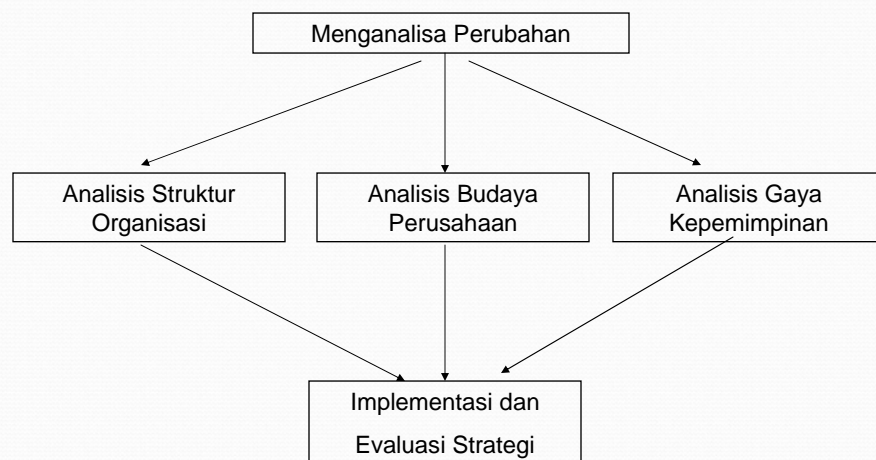 Menganalisa Perubahan
Analisis Struktur
Organisasi
Analisis Budaya
Perusahaan
Analisis Gaya
Kepemimpinan
Implementasi dan
Evaluasi Strategi